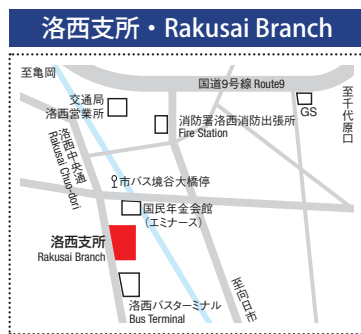 洛西支所・Rakusai Branch
至亀岡
国道9号線 Route9
交通局
洛西営業所
消防署洛西消防出張所
Fire Station
GS
至千代原口
洛西中央通
Rakusai Chuo-dori
市バス境谷大橋停
国民年金会館
（エミナース）
洛西支所
Rakusai Branch
至向日市
洛西バスターミナル
Bus Terminal